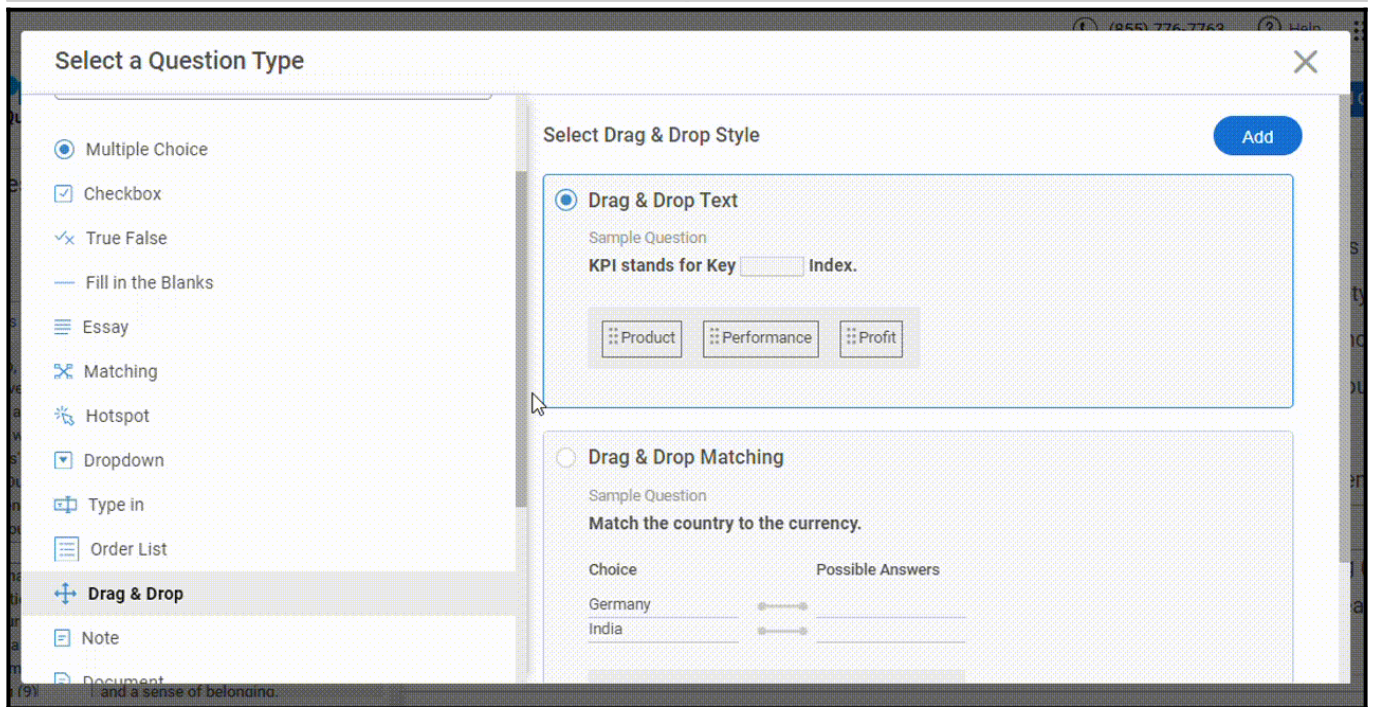 (855) 776-7763 Help
Select a Question Type
Multiple Choice
Checkbox
True False
Fill in the Blanks
Essay
Matching
Hotspot
Dropdown
Type in
Order List
Drag & Drop
Note
Document
Select Drag & Drop Style
Add
Drag & Drop Text
Sample Question
KPI stands for Key Index.
Product Performance Profit
Drag & Drop Matching
Sample Question
Match the country to the currency.
Choice Possible Answers
Germany
India
(9) and a sense of belonging.